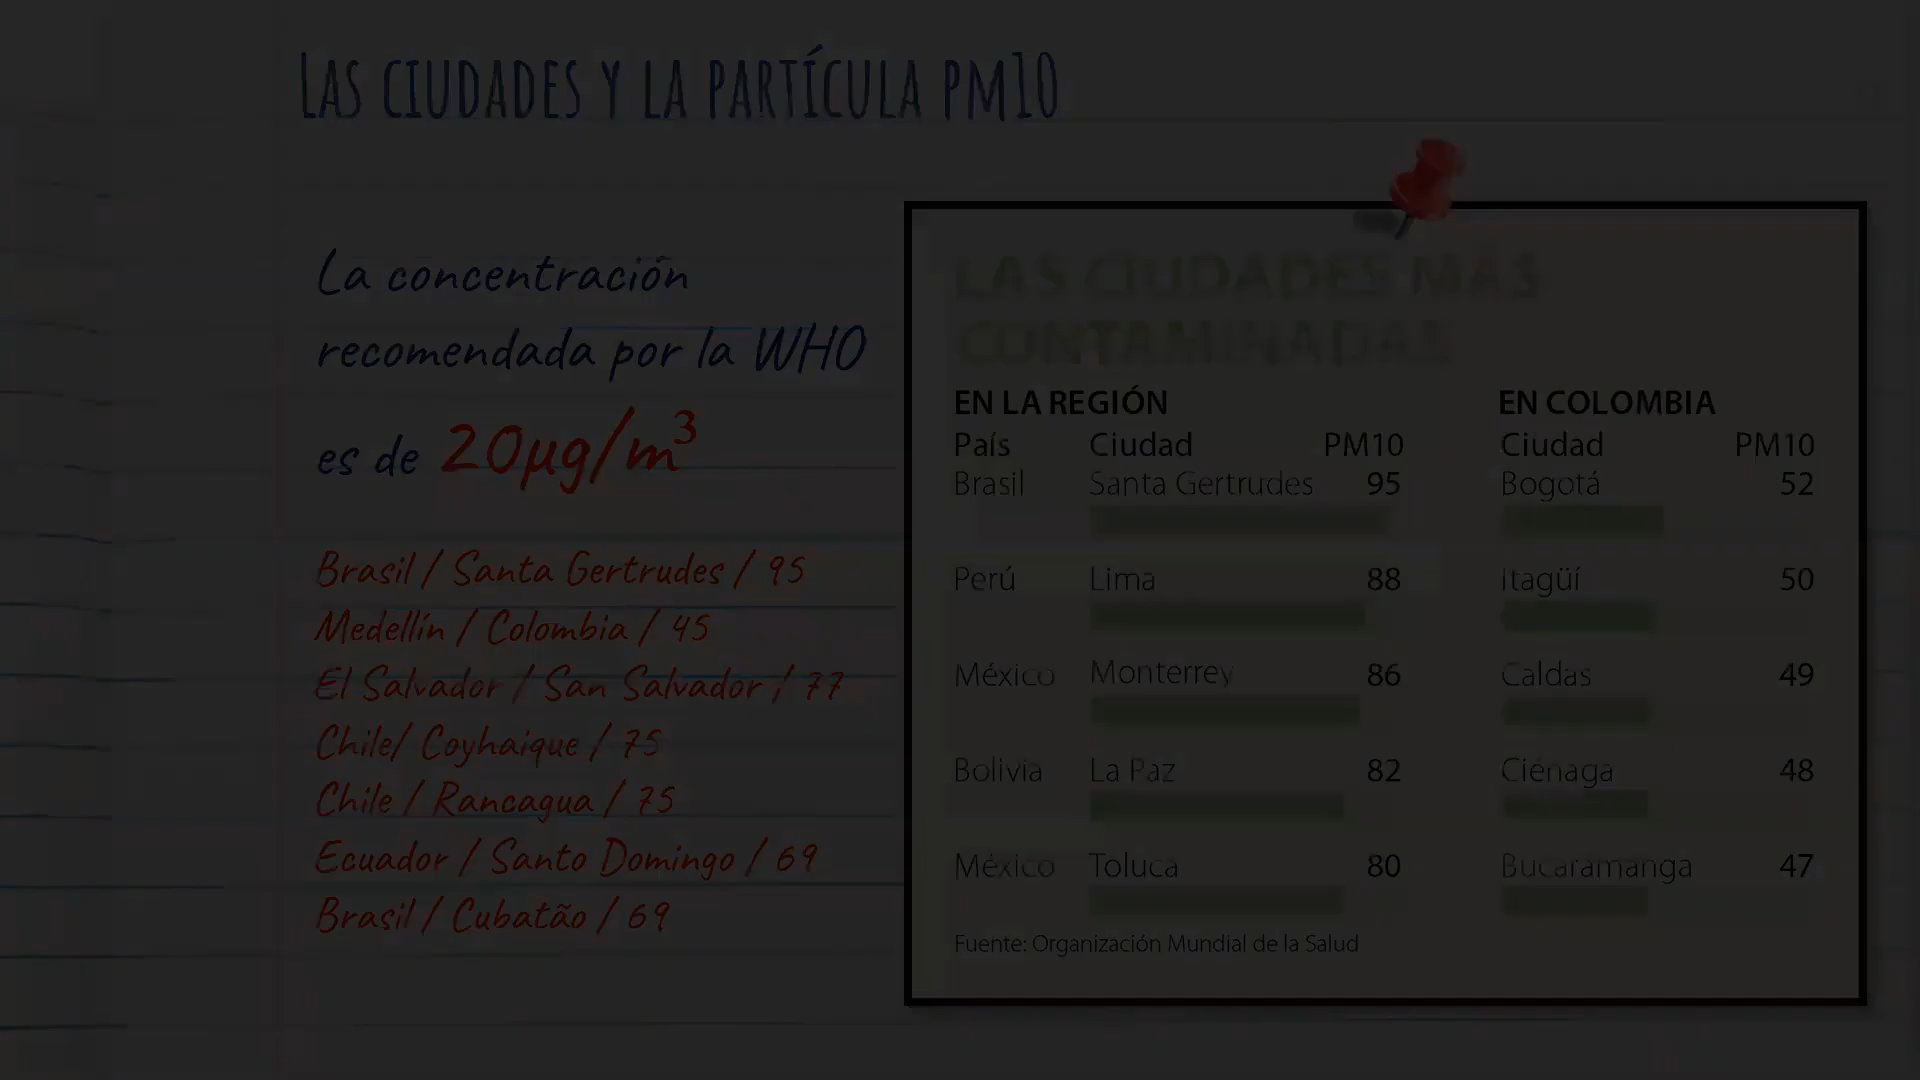 LAS CIUDADES Y LA PARTÍCULA PM10
La concentración
recomendada por la WHO
es de 20µg/m³
Brasil / Santa Gertrudes / 95
Medellín / Colombia / 45
El Salvador / San Salvador / 77
Chile/ Coyhaique / 75
Chile / Rancagua / 75
Ecuador / Santo Domingo / 69
Brasil / Cubatão / 69
LAS CIUDADES MÁS
CONTAMINADAS
EN LA REGIÓN
País Ciudad PM10
Brasil Santa Gertrudes 95
Perú Lima 88
México Monterrey 86
Bolivia La Paz 82
México Toluca 80
EN COLOMBIA
Ciudad PM10
Bogotá 52
Itagüí 50
Caldas 49
Ciénaga 48
Bucaramanga 47
Fuente: Organización Mundial de la Salud